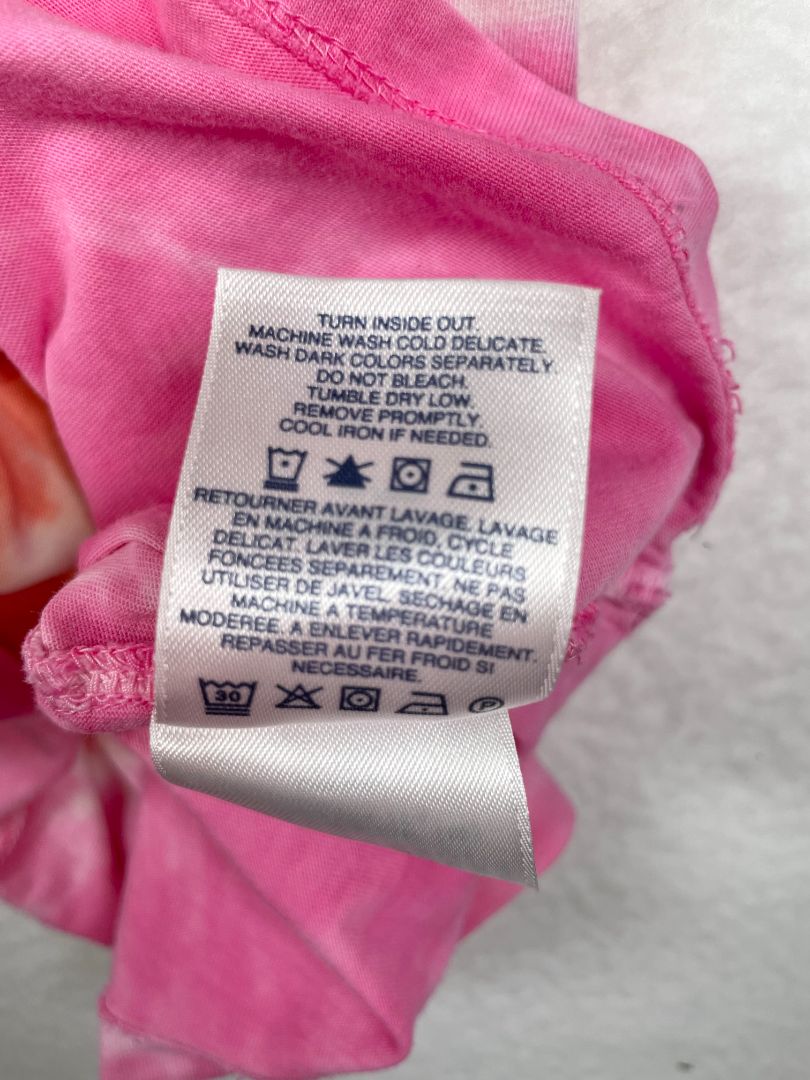 TURN INSIDE OUT.
MACHINE WASH COLD DELICATE.
WASH DARK COLORS SEPARATELY.
DO NOT BLEACH.
TUMBLE DRY LOW.
REMOVE PROMPTLY.
COOL IRON IF NEEDED.
RETOURNER AVANT LAVAGE. LAVAGE
EN MACHINE A FROID, CYCLE
DELICAT. LAVER LES COULEURS
FONCEES SEPAREMENT. NE PAS
UTILISER DE JAVEL. SECHAGE EN
MACHINE A TEMPERATURE
MODEREE. A ENLEVER RAPIDEMENT.
REPASSER AU FER FROID SI
NECESSAIRE.
30 P